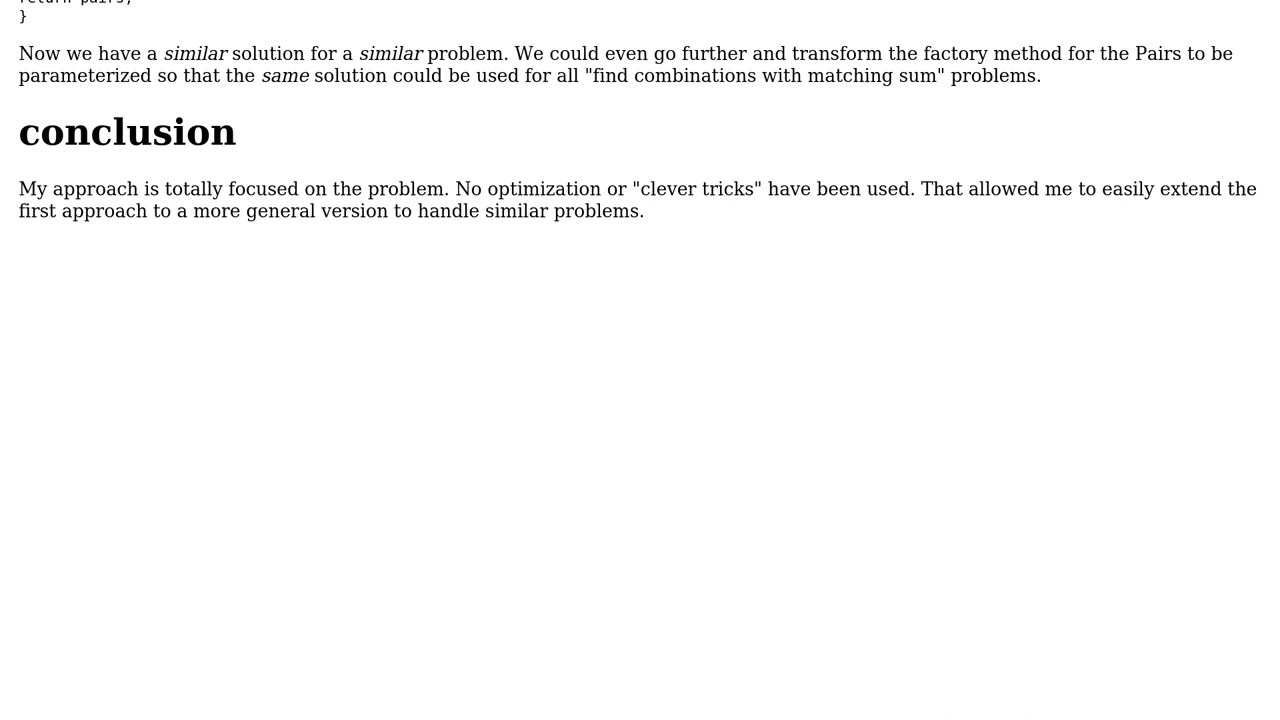 return pairs;
}
Now we have a similar solution for a similar problem. We could even go further and transform the factory method for the Pairs to be
parameterized so that the same solution could be used for all "find combinations with matching sum" problems.
conclusion
My approach is totally focused on the problem. No optimization or "clever tricks" have been used. That allowed me to easily extend the
first approach to a more general version to handle similar problems.